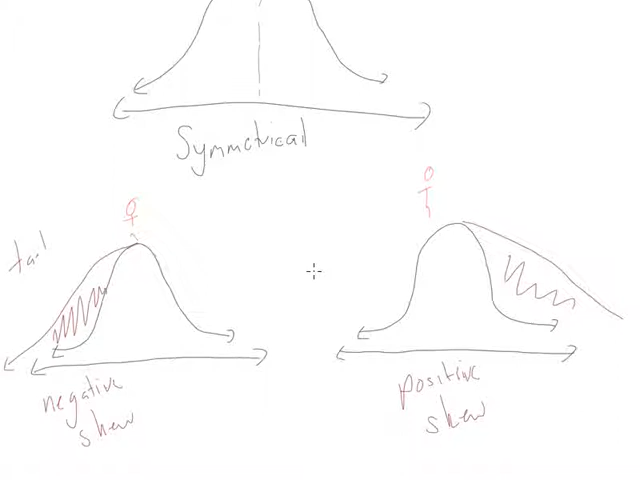 Symmetrical
tail
negative
skew
positive
skew